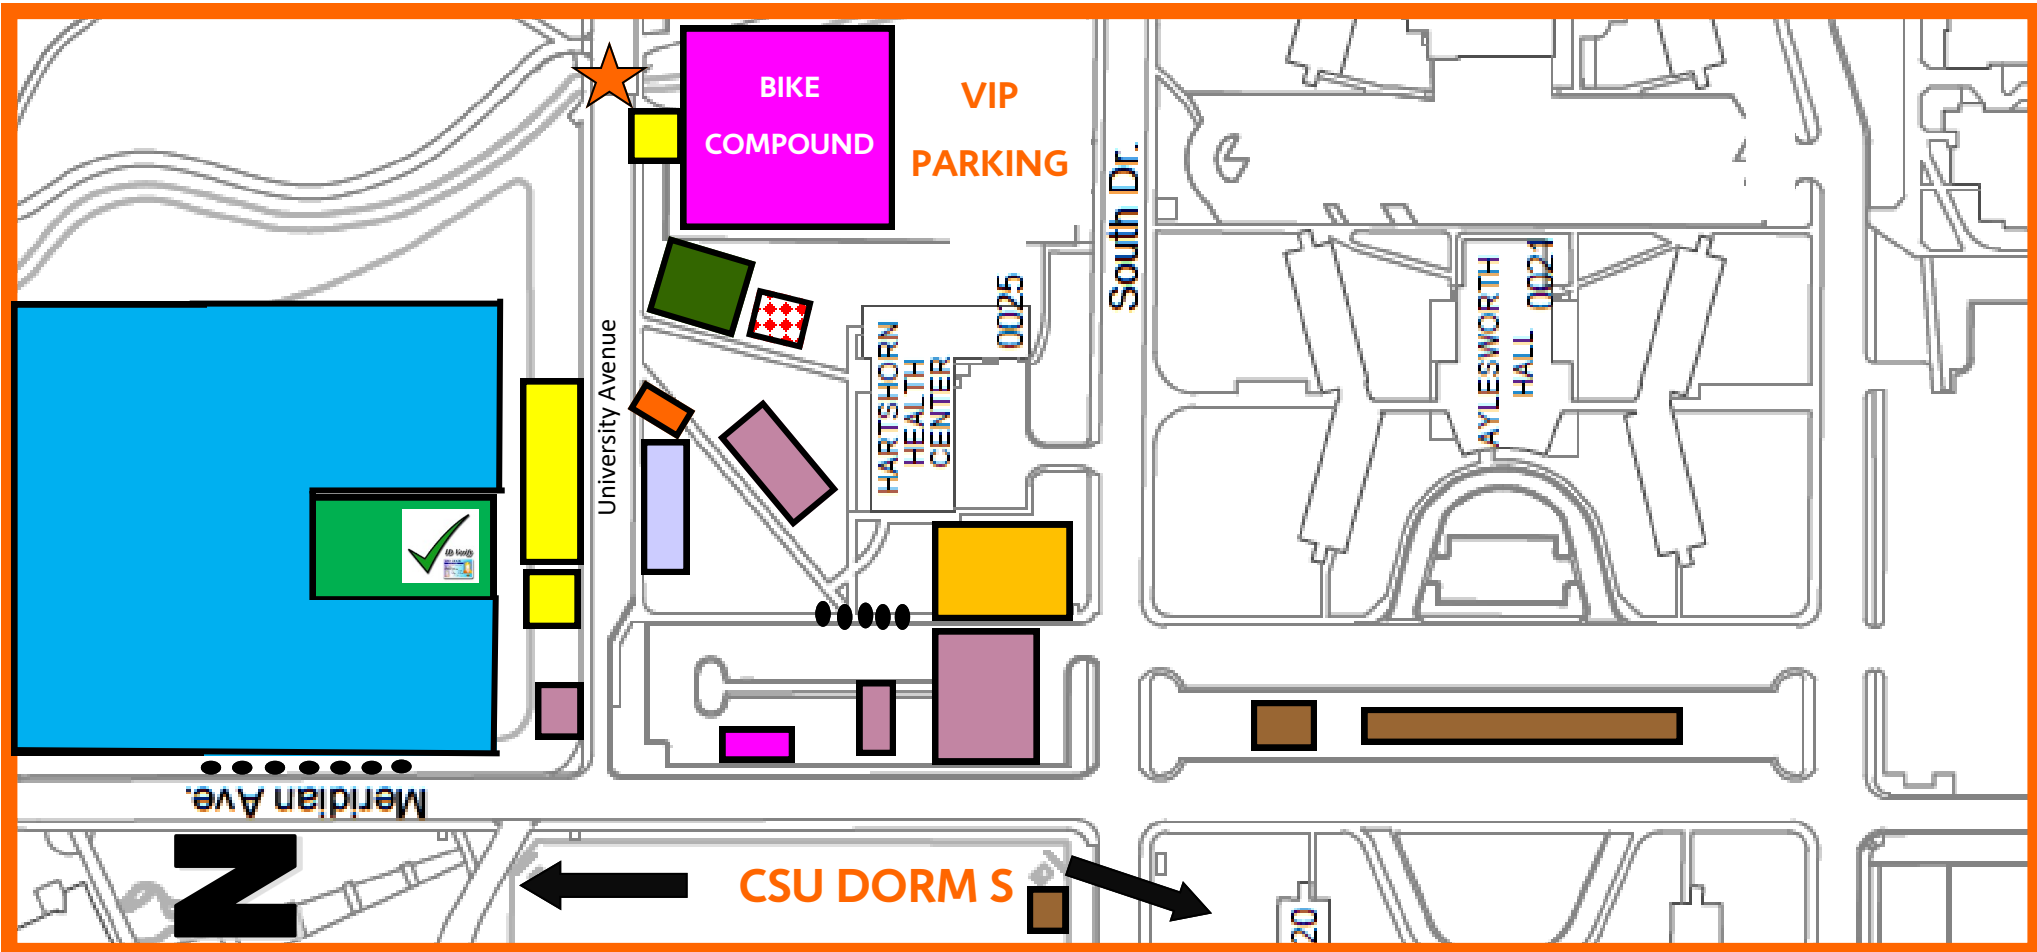 BIKE
COMPOUND
VIP
PARKING
South Dr.
University Avenue
HARTSHORN
HEALTH
CENTER
0025
AYLESWORTH
HALL
0021
Meridian Ave.
N
CSU DORM S
20